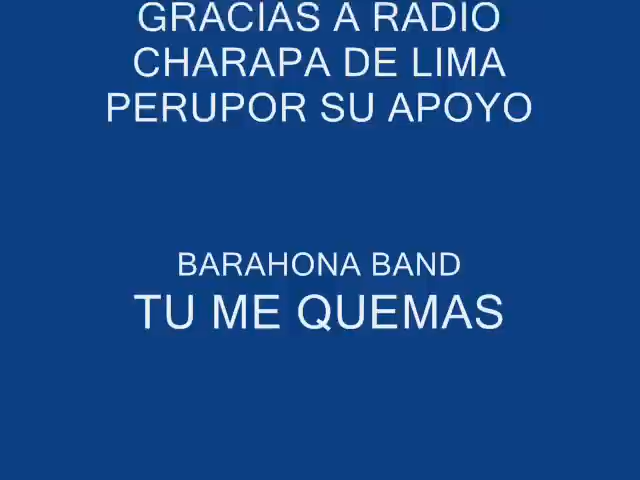 GRACIAS A RADIO
CHARAPA DE LIMA
PERUPOR SU APOYO
BARAHONA BAND
TU ME QUEMAS